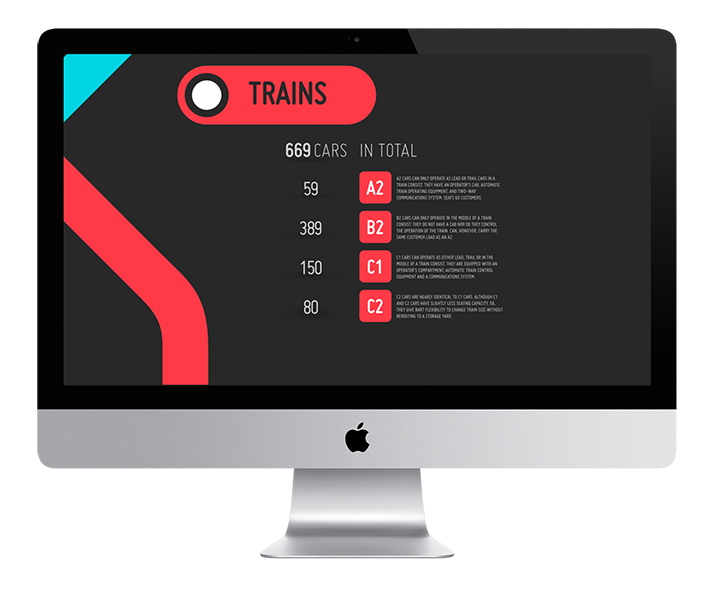 TRAINS
669 CARS IN TOTAL
59 A2
A2 CARS CAN ONLY OPERATE AS LEAD OR TRAIL CARS IN A
TRAIN CONSIST. THEY HAVE AN OPERATOR'S CAB, AUTOMATIC
TRAIN OPERATING EQUIPMENT, AND TWO-WAY
COMMUNICATIONS SYSTEM. SEATS 60 CUSTOMERS.
389 B2
B2 CARS CAN ONLY OPERATE IN THE MIDDLE OF A TRAIN
CONSIST. THEY DO NOT HAVE A CAB NOR DO THEY CONTROL
THE OPERATION OF THE TRAIN. CAN, HOWEVER, CARRY THE
SAME CUSTOMER LOAD AS AN A2.
150 C1
C1 CARS CAN OPERATE AS EITHER LEAD, TRAIL OR IN THE
MIDDLE OF A TRAIN CONSIST. THEY ARE EQUIPPED WITH AN
OPERATOR'S COMPARTMENT, AUTOMATIC TRAIN CONTROL
EQUIPMENT AND A COMMUNICATIONS SYSTEM.
80 C2
C2 CARS ARE NEARLY IDENTICAL TO C1 CARS. ALTHOUGH C1
AND C2 CARS HAVE SLIGHTLY LESS SEATING CAPACITY, 56,
THEY GIVE BART FLEXIBILITY TO CHANGE TRAIN SIZE WITHOUT
REROUTING TO A STORAGE YARD.